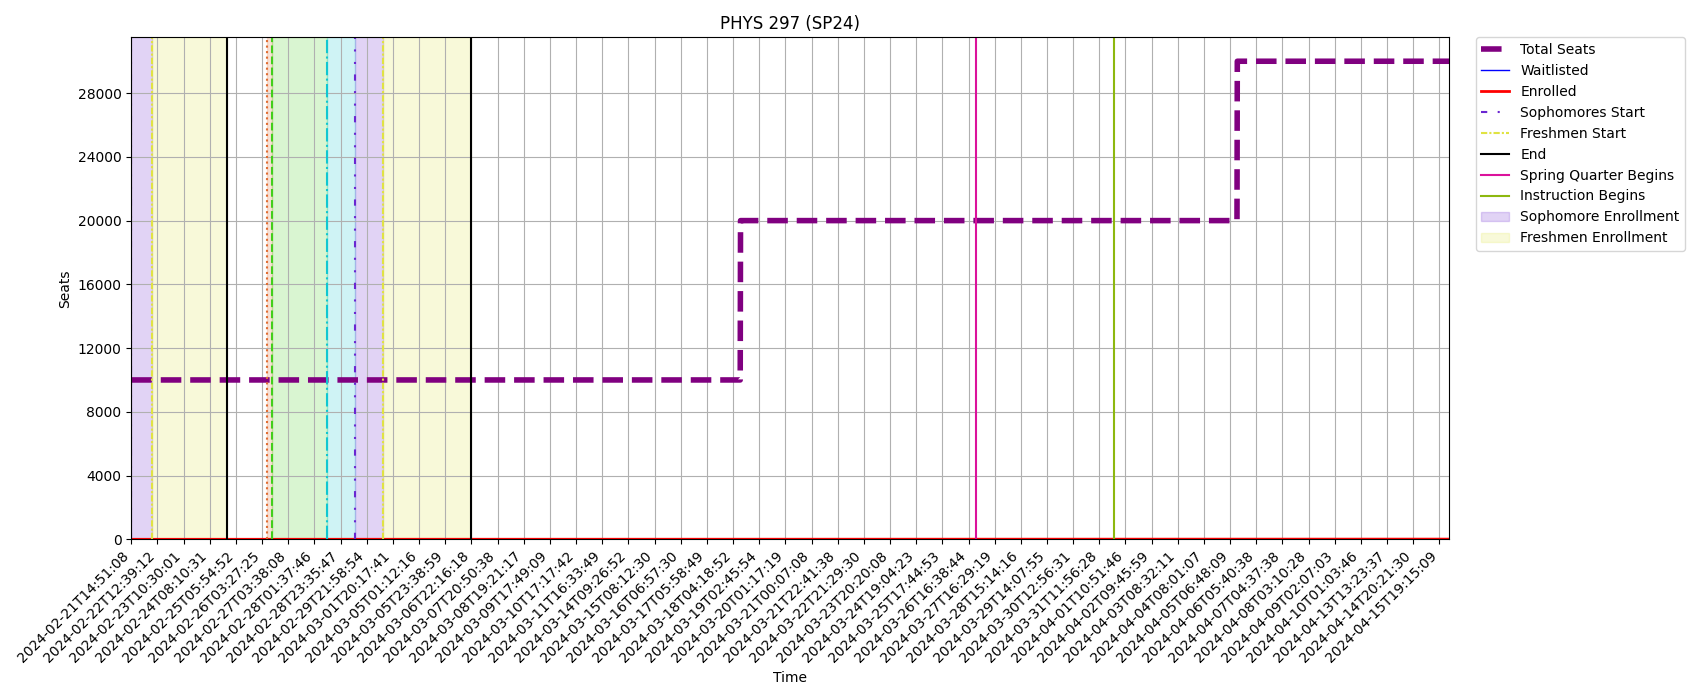 PHYS 297 (SP24)
Total Seats
Waitlisted
Enrolled
Sophomores Start
Freshmen Start
End
Spring Quarter Begins
Instruction Begins
Sophomore Enrollment
Freshmen Enrollment
Seats
28000
24000
20000
16000
12000
8000
4000
0
2024-02-21T14:51:08
2024-02-22T12:39:12
2024-02-23T10:30:01
2024-02-24T08:10:31
2024-02-25T05:54:52
2024-02-26T03:27:25
2024-02-27T03:38:08
2024-02-28T01:37:46
2024-02-28T23:35:47
2024-02-29T21:58:54
2024-03-01T20:17:41
2024-03-05T01:12:16
2024-03-05T23:38:59
2024-03-06T22:16:18
2024-03-07T20:50:38
2024-03-08T19:21:17
2024-03-09T17:49:09
2024-03-10T17:17:42
2024-03-11T16:33:49
2024-03-14T09:26:52
2024-03-15T08:12:30
2024-03-16T06:57:30
2024-03-17T05:58:49
2024-03-18T04:18:52
2024-03-19T02:45:54
2024-03-20T01:17:19
2024-03-21T00:07:08
2024-03-21T22:41:38
2024-03-22T21:29:30
2024-03-23T20:20:08
2024-03-24T19:04:23
2024-03-25T17:44:53
2024-03-26T16:38:44
2024-03-27T16:29:19
2024-03-28T15:14:16
2024-03-29T14:07:55
2024-03-30T12:56:31
2024-03-31T11:56:28
2024-04-01T10:51:46
2024-04-02T09:45:59
2024-04-03T08:32:11
2024-04-04T08:01:07
2024-04-05T06:48:09
2024-04-06T05:40:38
2024-04-07T04:37:38
2024-04-08T03:10:28
2024-04-09T02:07:03
2024-04-10T01:03:46
2024-04-13T13:23:37
2024-04-14T20:21:30
2024-04-15T19:15:09
Time